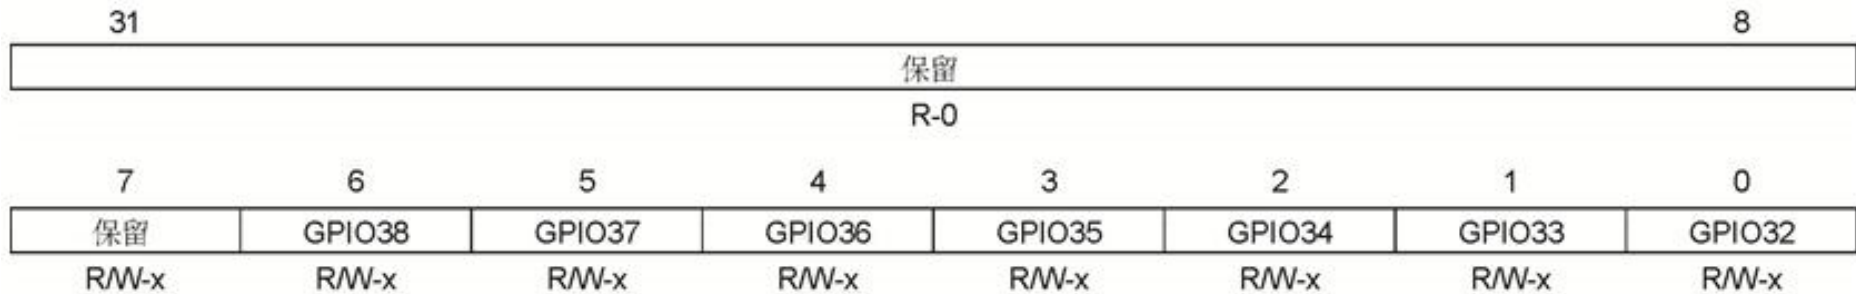 31 8
保留
R-0
7 6 5 4 3 2 1 0
保留 GPIO38 GPIO37 GPIO36 GPIO35 GPIO34 GPIO33 GPIO32
R/W-x R/W-x R/W-x R/W-x R/W-x R/W-x R/W-x R/W-x